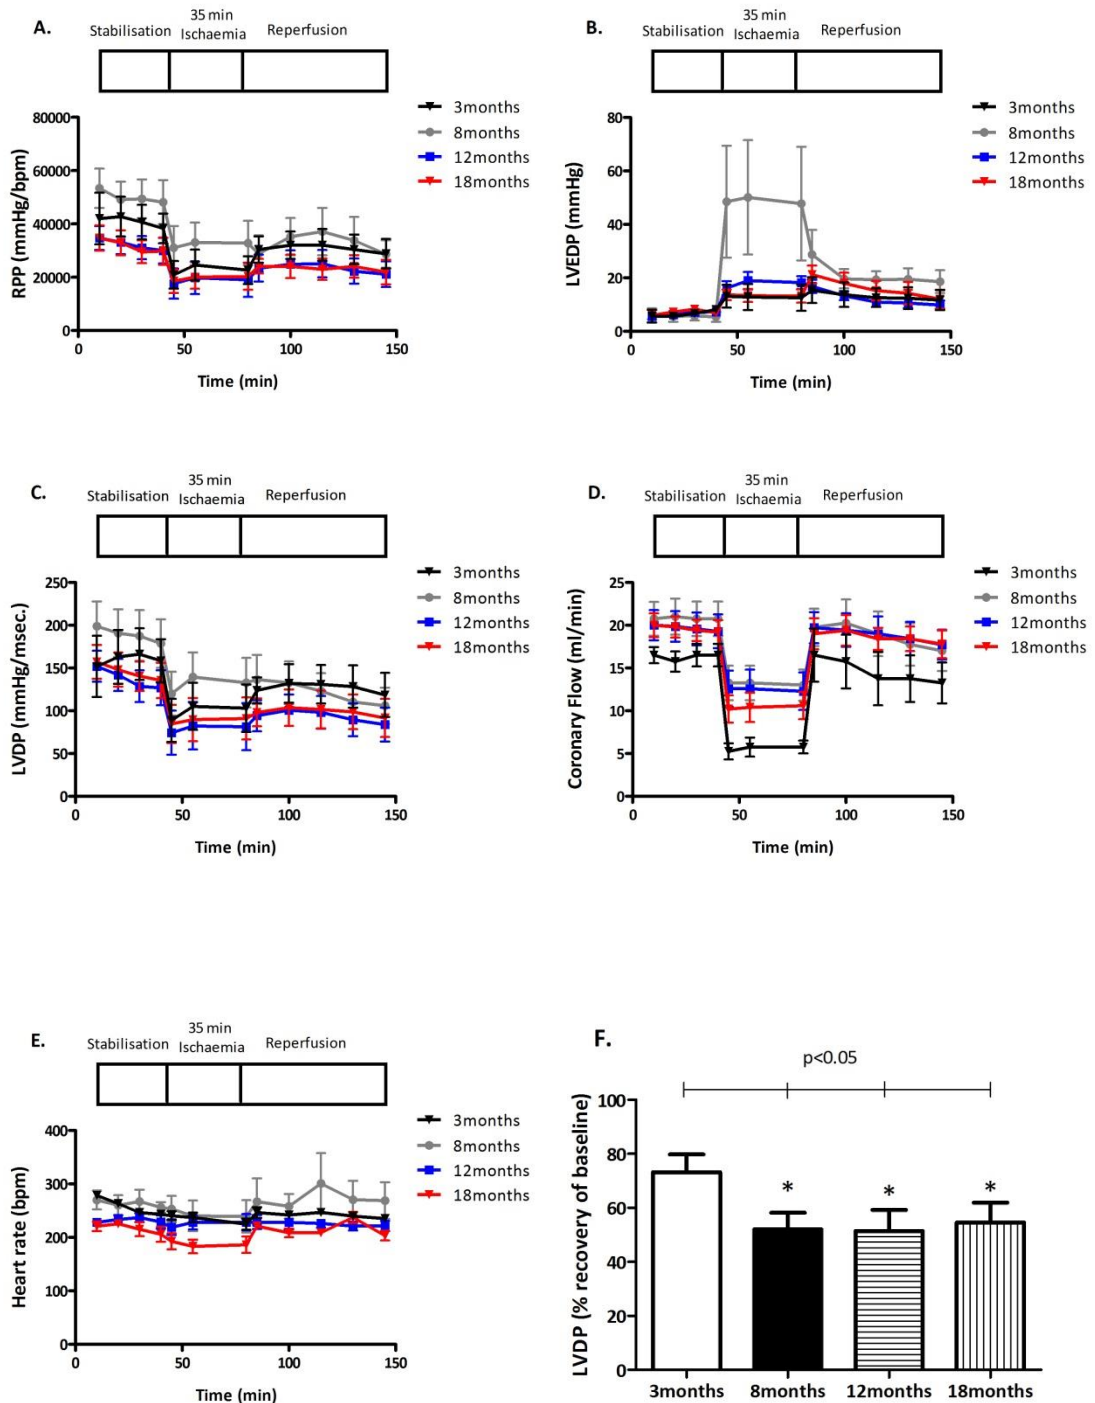 A.
Stabilisation
35 min
Ischaemia
Reperfusion
3months
8months
12months
18months
80000
60000
40000
20000
0
RPP (mmHg/bpm)
0 50 100 150
Time (min)
B.
Stabilisation
35 min
Ischaemia
Reperfusion
3months
8months
12months
18months
80
60
40
20
0
LVEDP (mmHg)
0 50 100 150
Time (min)
C.
Stabilisation
35 min
Ischaemia
Reperfusion
3months
8months
12months
18months
250
200
150
100
50
0
LVDP (mmHg/msec.)
0 50 100 150
Time (min)
D.
Stabilisation
35 min
Ischaemia
Reperfusion
3months
8months
12months
18months
25
20
15
10
5
0
Coronary Flow (ml/min)
0 50 100 150
Time (min)
E.
Stabilisation
35 min
Ischaemia
Reperfusion
3months
8months
12months
18months
400
300
200
100
0
Heart rate (bpm)
0 50 100 150
Time (min)
F.
p<0.05
100
80
60
40
20
0
LVDP (% recovery of baseline)
* * *
3months 8months 12months 18months